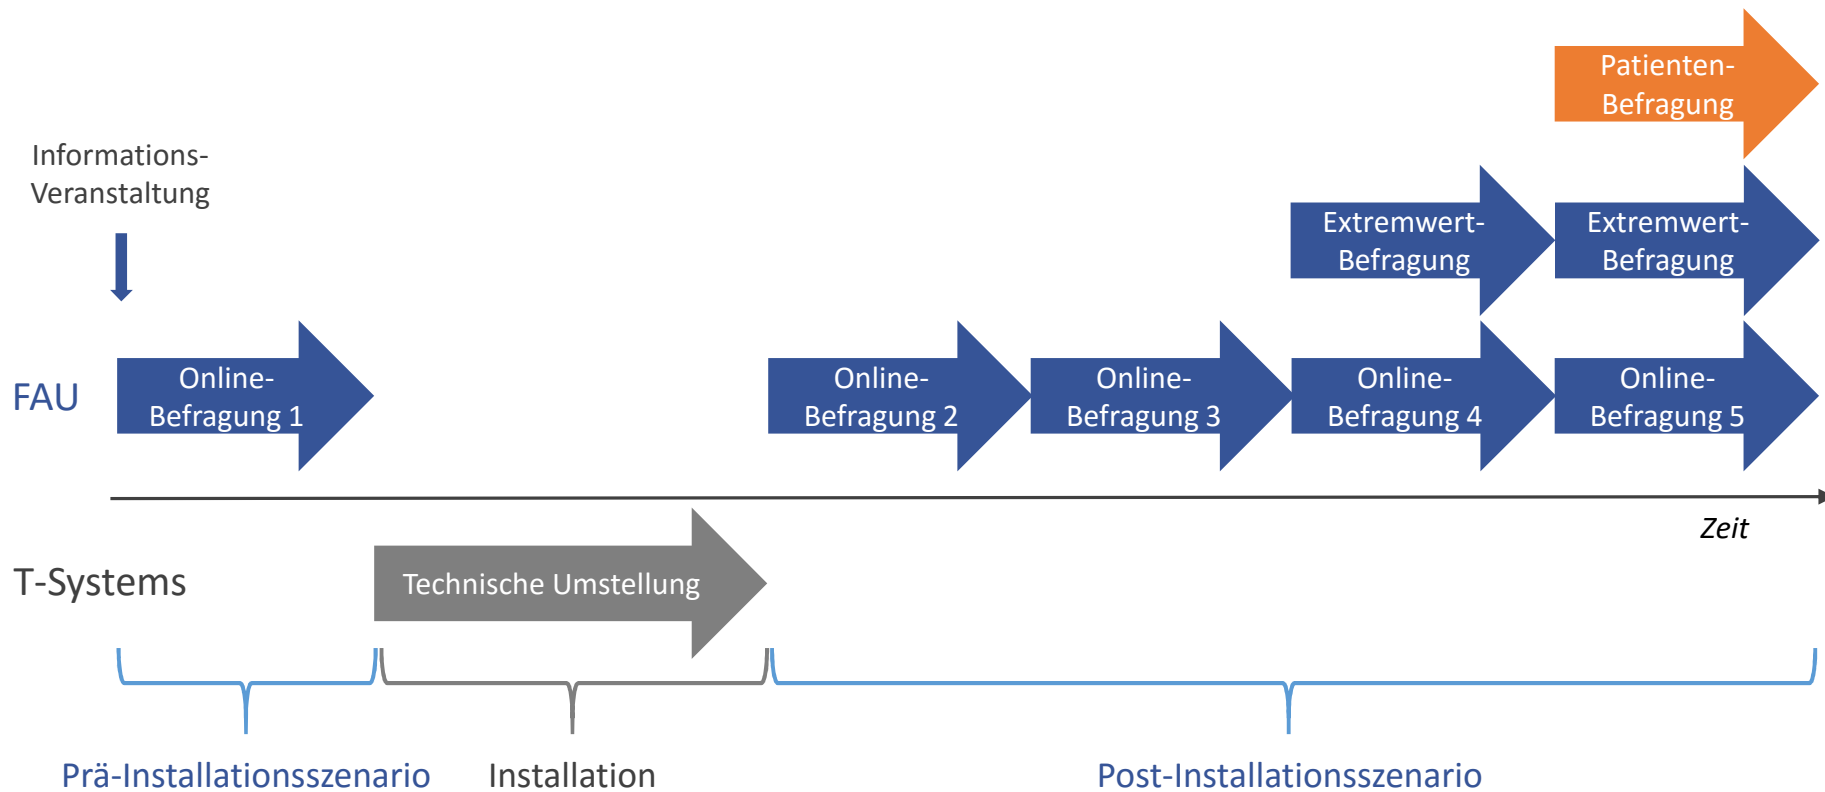 Patienten-
Befragung
Informations-
Veranstaltung
Extremwert-
Befragung
Extremwert-
Befragung
FAU
Online-
Befragung 1
Online-
Befragung 2
Online-
Befragung 3
Online-
Befragung 4
Online-
Befragung 5
Zeit
T-Systems
Technische Umstellung
Prä-Installationsszenario
Installation
Post-Installationsszenario